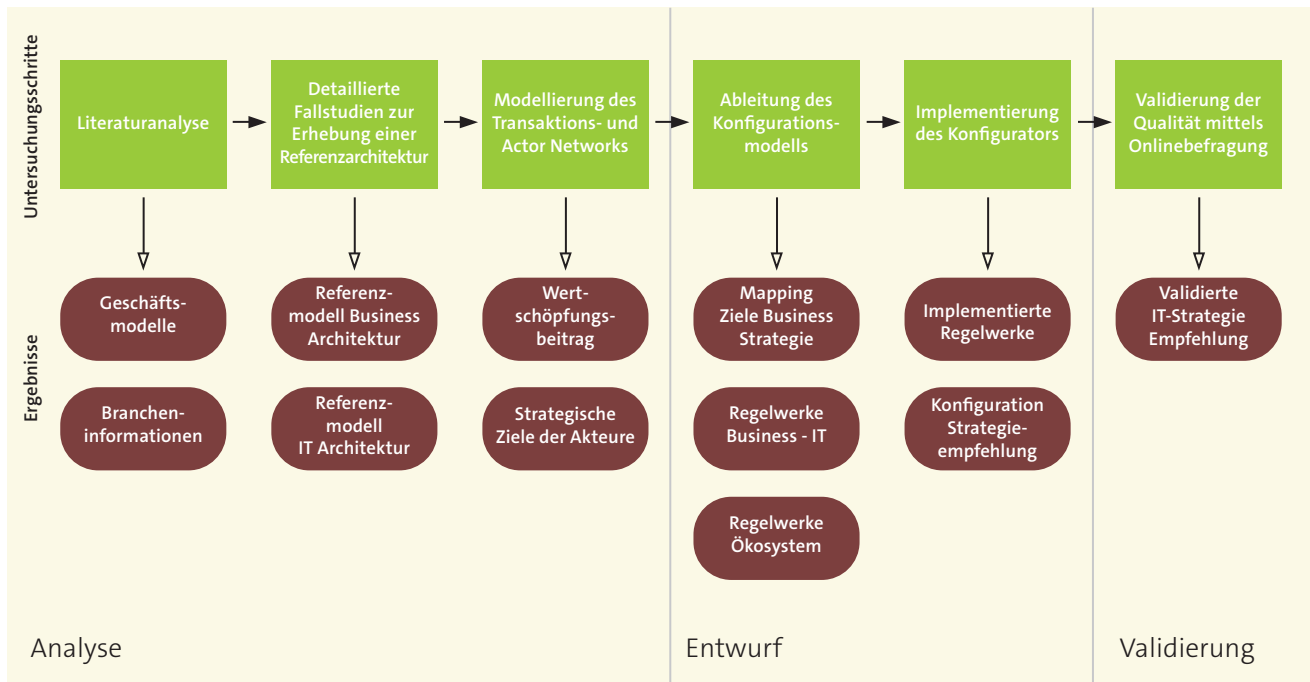 Untersuchungsschritte
Literaturanalyse
Detaillierte
Fallstudien zur
Erhebung einer
Referenzarchitektur
Modellierung des
Transaktions- und
Actor Networks
Ableitung des
Konfigurations-
modells
Implementierung
des Konfigurators
Validierung der
Qualität mittels
Onlinebefragung
Ergebnisse
Geschäfts-
modelle
Referenz-
modell Business
Architektur
Wert-
schöpfungs-
beitrag
Mapping
Ziele Business
Strategie
Implementierte
Regelwerke
Validierte
IT-Strategie
Empfehlung
Branchen-
informationen
Referenz-
modell
IT Architektur
Strategische
Ziele der Akteure
Regelwerke
Business - IT
Konfiguration
Strategie-
empfehlung
Regelwerke
Ökosystem
Analyse
Entwurf
Validierung